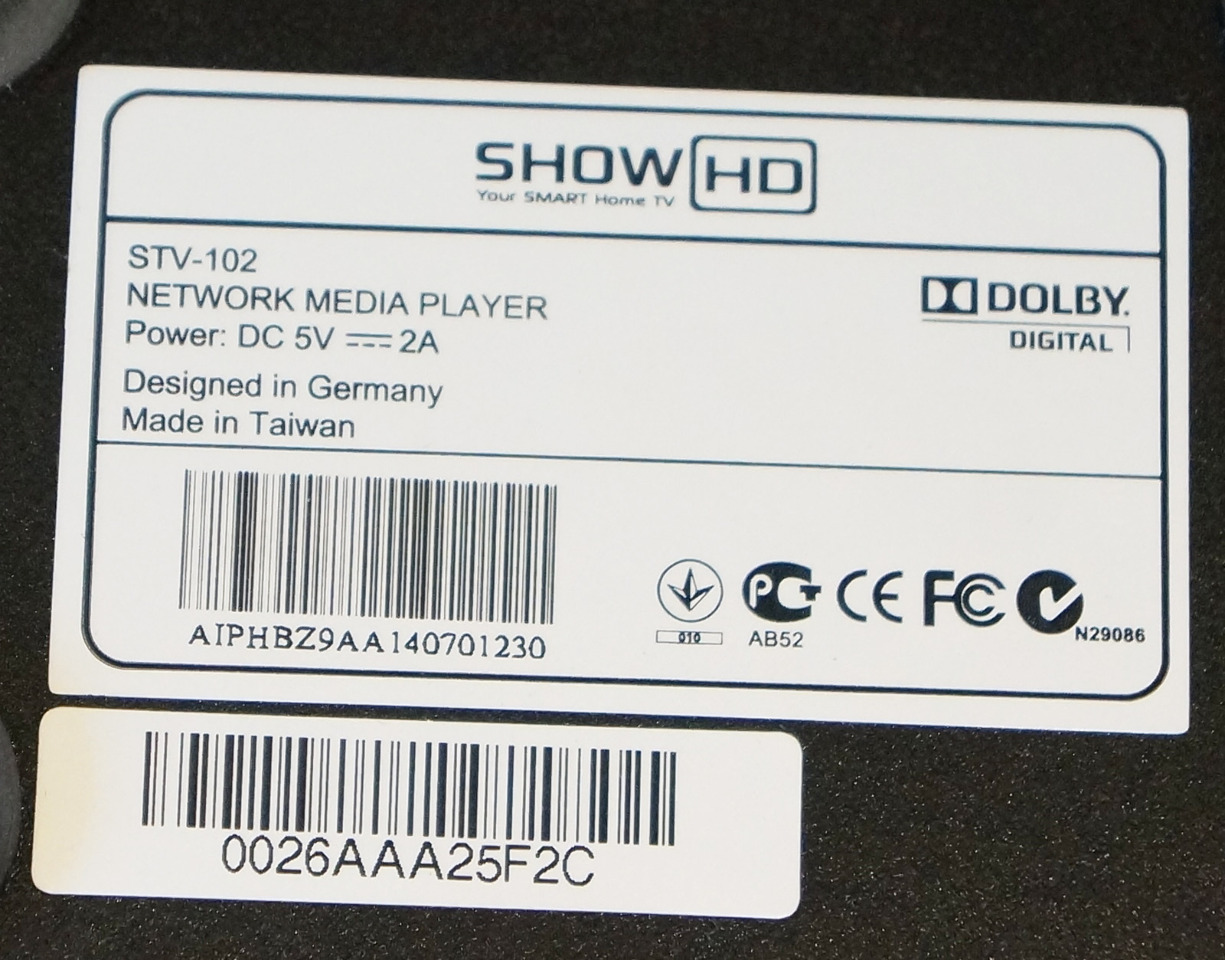 SHOW HD
Your SMART Home TV
STV-102
NETWORK MEDIA PLAYER
Power: DC 5V ⎓ 2A
Designed in Germany
Made in Taiwan
DOLBY.
DIGITAL
AIPHBZ9AA140701230
010
РСТ
AB52
CE
FC
N29086
0026AAA25F2C